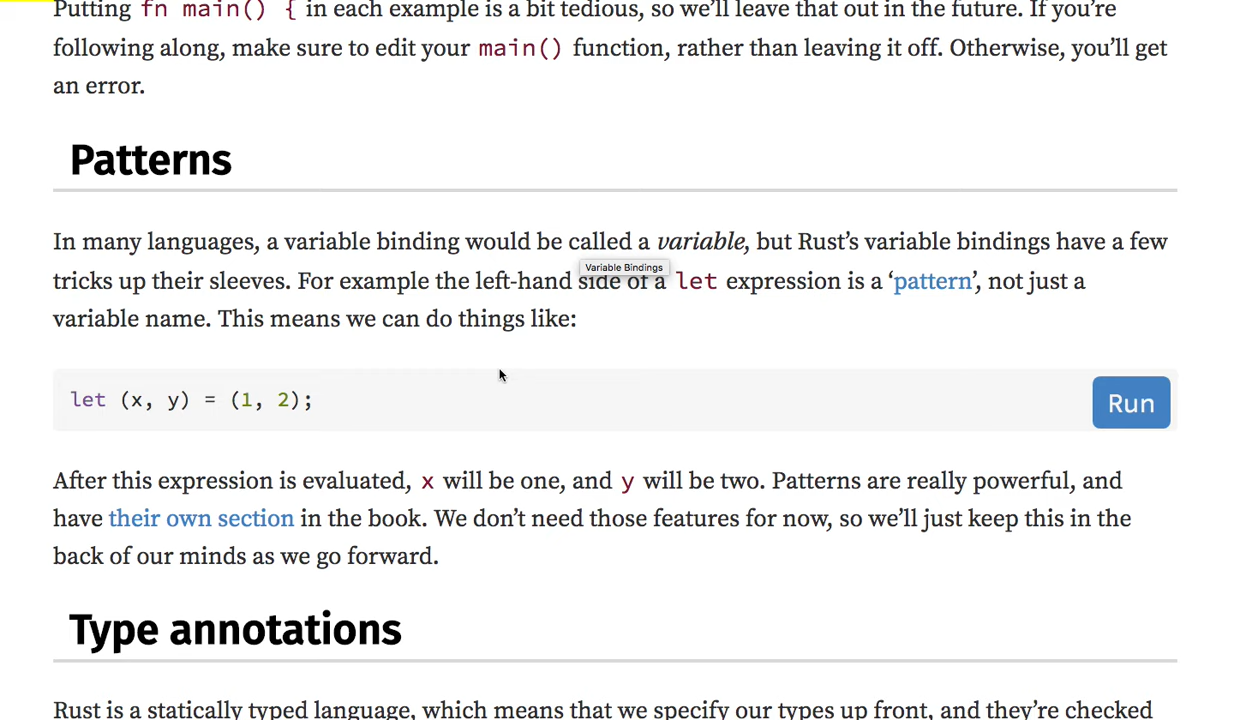 Putting fn main() { in each example is a bit tedious, so we’ll leave that out in the future. If you’re
following along, make sure to edit your main() function, rather than leaving it off. Otherwise, you’ll get
an error.
Patterns
In many languages, a variable binding would be called a variable, but Rust’s variable bindings have a few
Variable Bindings
tricks up their sleeves. For example the left-hand side of a let expression is a ‘pattern’, not just a
variable name. This means we can do things like:
let (x, y) = (1, 2);
Run
After this expression is evaluated, x will be one, and y will be two. Patterns are really powerful, and
have their own section in the book. We don’t need those features for now, so we’ll just keep this in the
back of our minds as we go forward.
Type annotations
Rust is a statically typed language, which means that we specify our types up front, and they’re checked